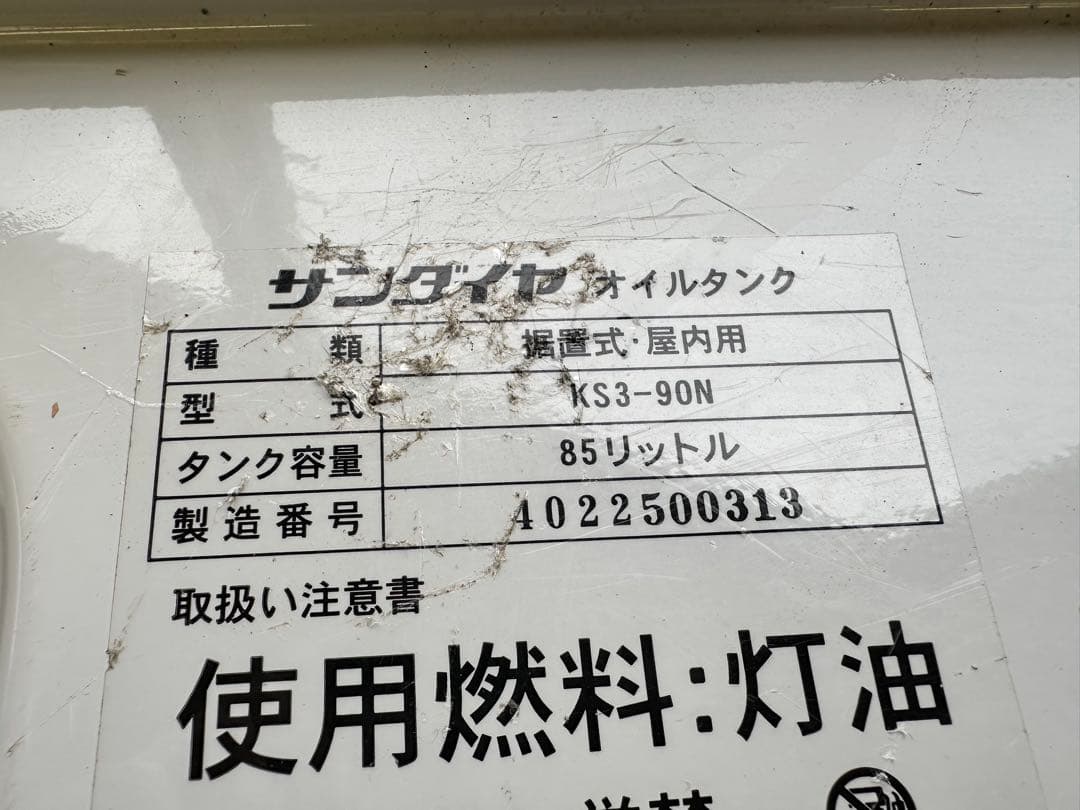 サンダイヤ オイルタンク
種類 据置式・屋内用
型式 KS3-90N
タンク容量 85リットル
製造番号 4022500313
取扱い注意書
使用燃料:灯油